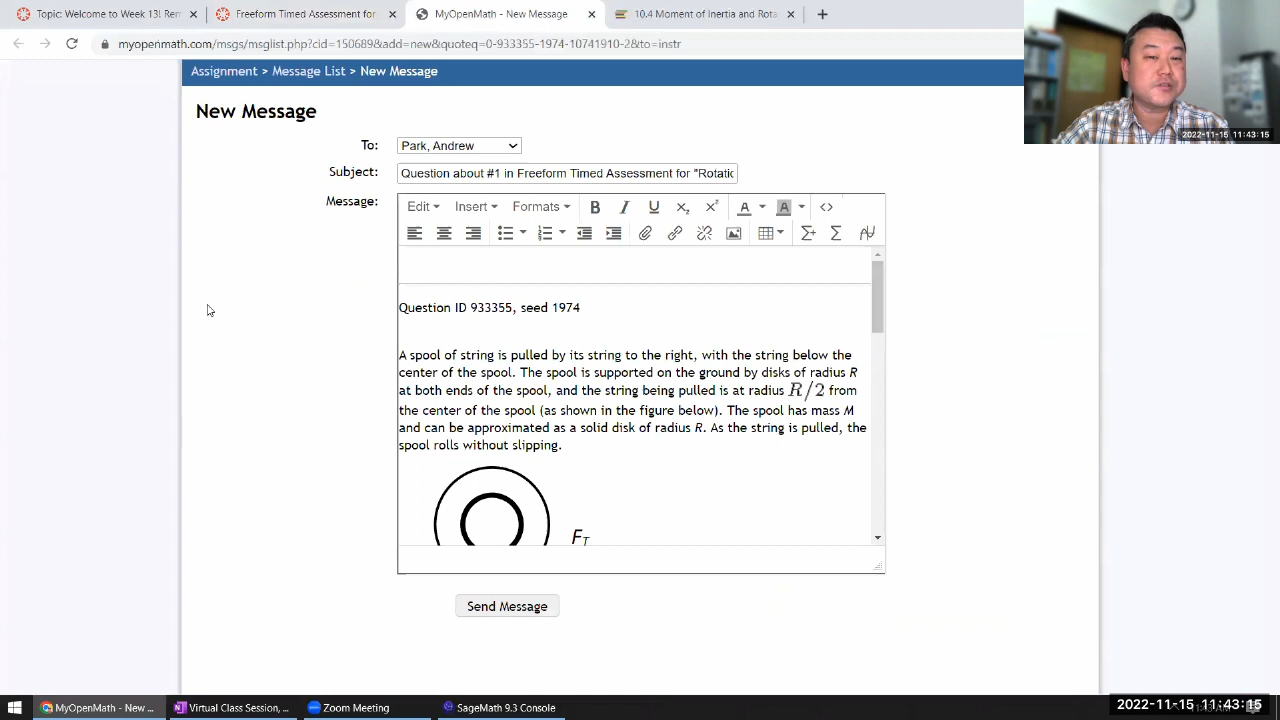 Topic: Welcome to Week 13! Rem
Freeform Timed Assessment for
MyOpenMath - New Message
10.4 Moment of Inertia and Rota
myopenmath.com/msgs/msglist.php?cid=150689&add=new&quoteq=0-933355-1974-10741910-2&to=instr
Assignment > Message List > New Message
New Message
To: Park, Andrew
Subject: Question about #1 in Freeform Timed Assessment for "Rotatic
Message:
Edit Insert Formats B I U X₂ X² A A <>
Question ID 933355, seed 1974
A spool of string is pulled by its string to the right, with the string below the
center of the spool. The spool is supported on the ground by disks of radius R
at both ends of the spool, and the string being pulled is at radius R/2 from
the center of the spool (as shown in the figure below). The spool has mass M
and can be approximated as a solid disk of radius R. As the string is pulled, the
spool rolls without slipping.
F_T
Send Message
2022-11-15 11:43:15
MyOpenMath - New ...
Virtual Class Session, ...
Zoom Meeting
SageMath 9.3 Console
2022-11-15 11:43:15